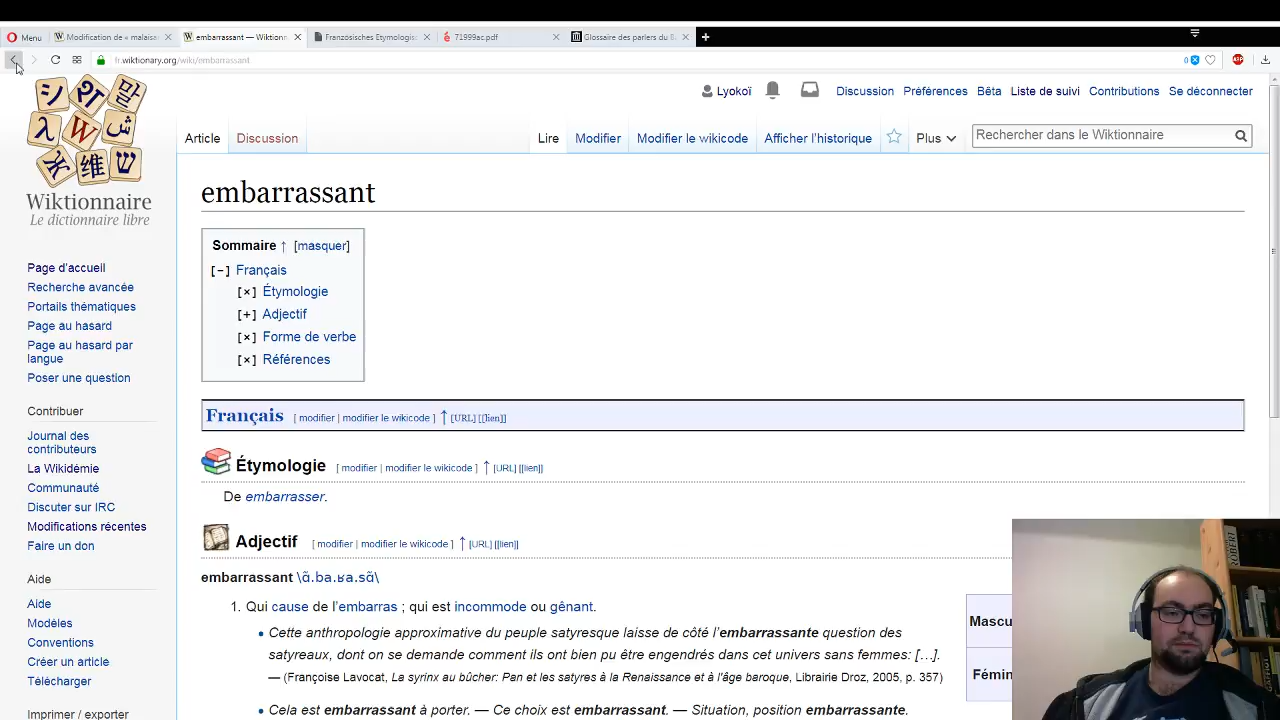 Menu
Modification de « malaisa
embarrassant — Wiktionn
Französisches Etymologis
71999ac.pdf
Glossaire des parlers du B
fr.wiktionary.org/wiki/embarrassant
0
ABP
Lyokoï
Discussion
Préférences
Bêta
Liste de suivi
Contributions
Se déconnecter
Article
Discussion
Lire
Modifier
Modifier le wikicode
Afficher l'historique
Plus
Rechercher dans le Wiktionnaire
Wiktionnaire
Le dictionnaire libre
Page d'accueil
Recherche avancée
Portails thématiques
Page au hasard
Page au hasard par
langue
Poser une question
Contribuer
Journal des
contributeurs
La Wikidémie
Communauté
Discuter sur IRC
Modifications récentes
Faire un don
Aide
Aide
Modèles
Conventions
Créer un article
Télécharger
Imprimer / exporter
embarrassant
Sommaire ↑ [masquer]
[−] Français
[×] Étymologie
[+] Adjectif
[×] Forme de verbe
[×] Références
Français [ modifier | modifier le wikicode ] ↑ [URL] [[lien]]
Étymologie [ modifier | modifier le wikicode ] ↑ [URL] [[lien]]
De embarrasser.
Adjectif [ modifier | modifier le wikicode ] ↑ [URL] [[lien]]
embarrassant \ɑ̃.ba.ʁa.sɑ̃\
1. Qui cause de l'embarras ; qui est incommode ou gênant.
• Cette anthropologie approximative du peuple satyresque laisse de côté l'embarrassante question des
satyreaux, dont on se demande comment ils ont bien pu être engendrés dans cet univers sans femmes: […].
— (Françoise Lavocat, La syrinx au bûcher: Pan et les satyres à la Renaissance et à l'âge baroque, Librairie Droz, 2005, p. 357)
• Cela est embarrassant à porter. — Ce choix est embarrassant. — Situation, position embarrassante.
Mascu
Fémin